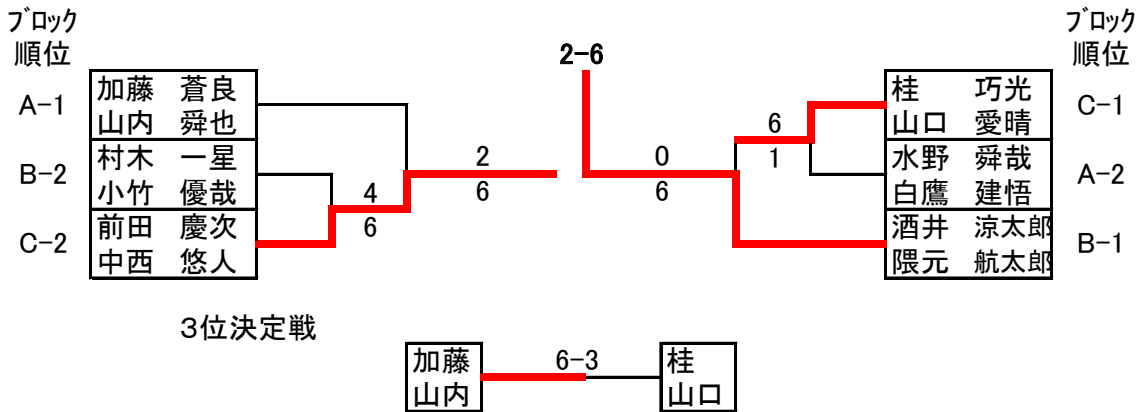 ブロック
順位
ブロック
順位
2-6
A-1
加藤 蒼良
山内 舜也
B-2
村木 一星
小竹 優哉
C-2
前田 慶次
中西 悠人
4
6
2
6
0
6
6
1
桂 巧光
山口 愛晴
C-1
水野 舜哉
白鷹 建悟
A-2
酒井 涼太郎
隈元 航太郎
B-1
3位決定戦
加藤
山内
6-3
桂
山口